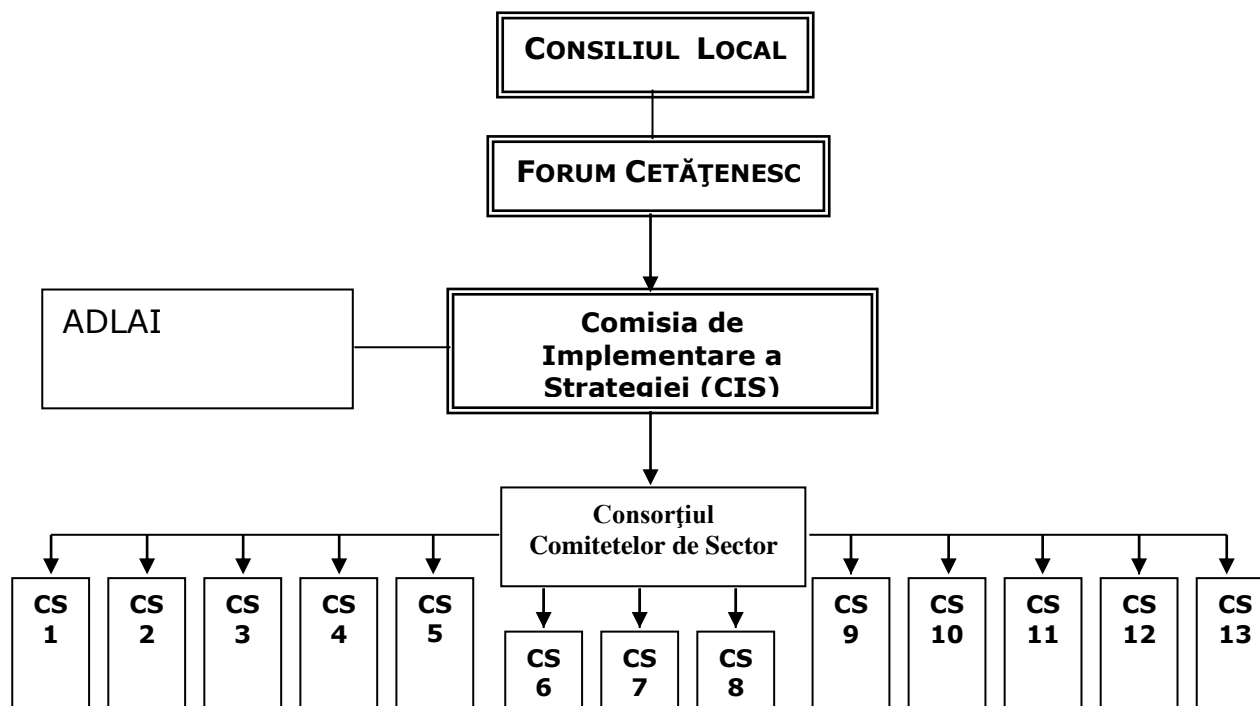 CONSILIUL LOCAL
FORUM CETĂŢENESC
ADLAI
Comisia de
Implementare a
Strategiei (CIS)
Consorţiul
Comitetelor de Sector
CS
1
CS
2
CS
3
CS
4
CS
5
CS
6
CS
7
CS
8
CS
9
CS
10
CS
11
CS
12
CS
13